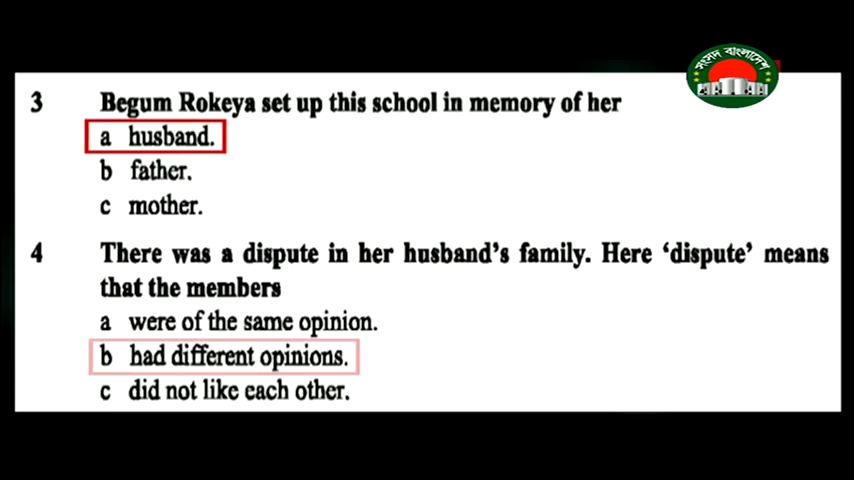 সংসদ বাংলাদেশ
3 Begum Rokeya set up this school in memory of her
a husband.
b father.
c mother.
4 There was a dispute in her husband's family. Here ‘dispute’ means
that the members
a were of the same opinion.
b had different opinions.
c did not like each other.